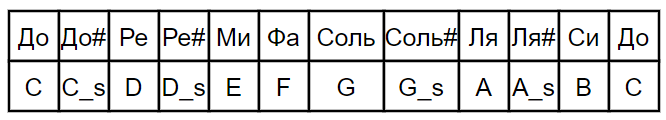 До До# Ре Ре# Ми Фа Соль Соль# Ля Ля# Си До
C C_s D D_s E F G G_s A A_s B C